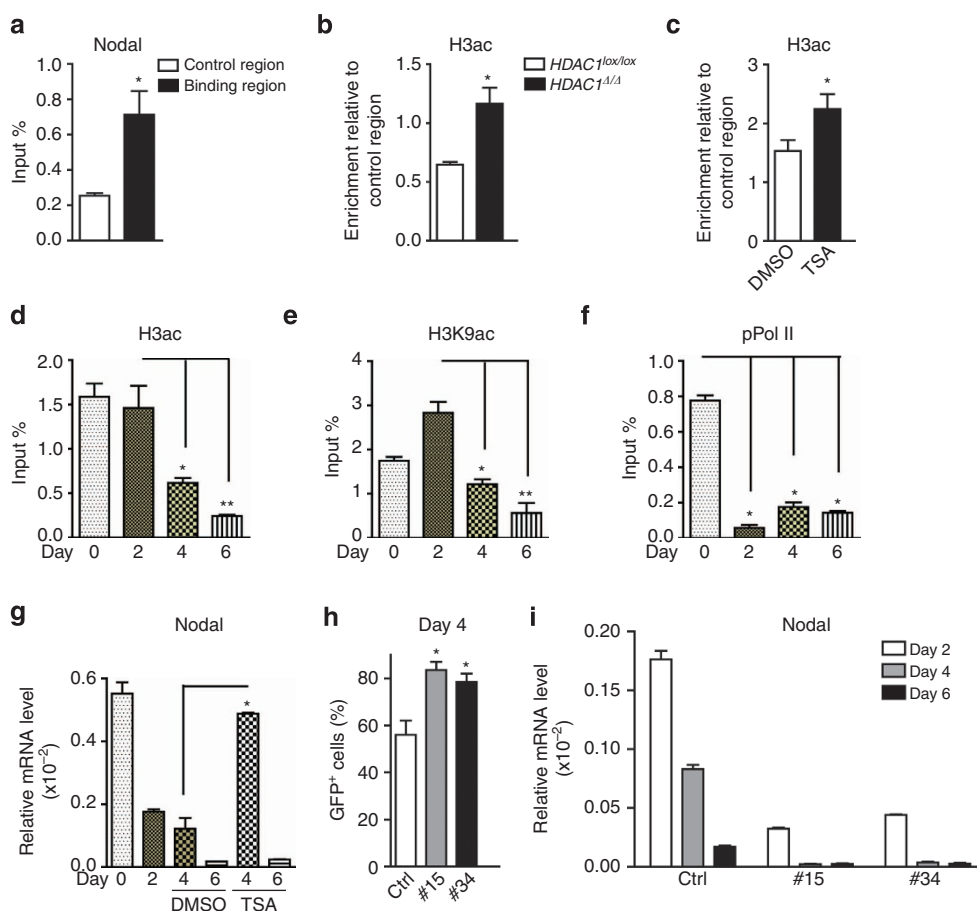 a
Nodal
Input %
1.0
0.8
0.6
0.4
0.2
0.0
*
Control region
Binding region
b
H3ac
Enrichment relative to
control region
1.5
1.0
0.5
0.0
*
HDAC1lox/lox
HDAC1Δ/Δ
c
H3ac
Enrichment relative to
control region
3
2
1
0
*
DMSO
TSA
d
H3ac
Input %
2.0
1.5
1.0
0.5
0.0
*
**
Day 0 2 4 6
e
H3K9ac
Input %
4
3
2
1
0
*
**
Day 0 2 4 6
f
pPol II
Input %
1.0
0.8
0.6
0.4
0.2
0.0
*
*
*
Day 0 2 4 6
g
Nodal
Relative mRNA level
(x10−2)
0.6
0.4
0.2
0.0
*
Day 0 2 4 6 4 6
DMSO TSA
h
Day 4
GFP+ cells (%)
80
60
40
20
0
*
*
Ctrl
#15
#34
i
Nodal
Relative mRNA level
(x10−2)
0.20
0.15
0.10
0.05
0.00
Day 2
Day 4
Day 6
Ctrl #15 #34